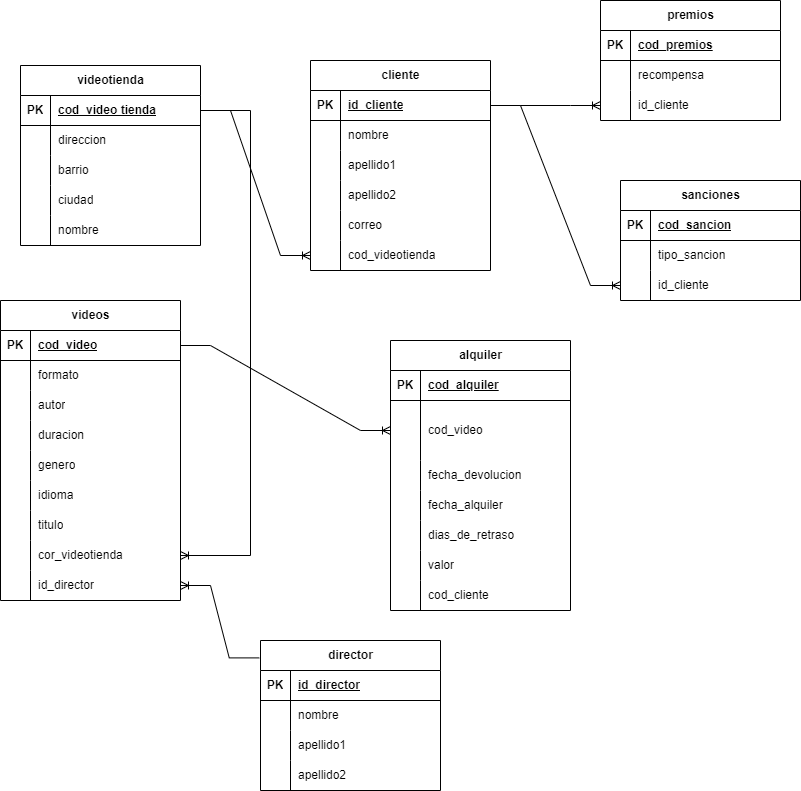 premios
PK cod_premios
recompensa
id_cliente
videotienda
PK cod_video tienda
direccion
barrio
ciudad
nombre
cliente
PK id_cliente
nombre
apellido1
apellido2
correo
cod_videotienda
sanciones
PK cod_sancion
tipo_sancion
id_cliente
videos
PK cod_video
formato
autor
duracion
genero
idioma
titulo
cor_videotienda
id_director
alquiler
PK cod_alquiler
cod_video
fecha_devolucion
fecha_alquiler
dias_de_retraso
valor
cod_cliente
director
PK id_director
nombre
apellido1
apellido2